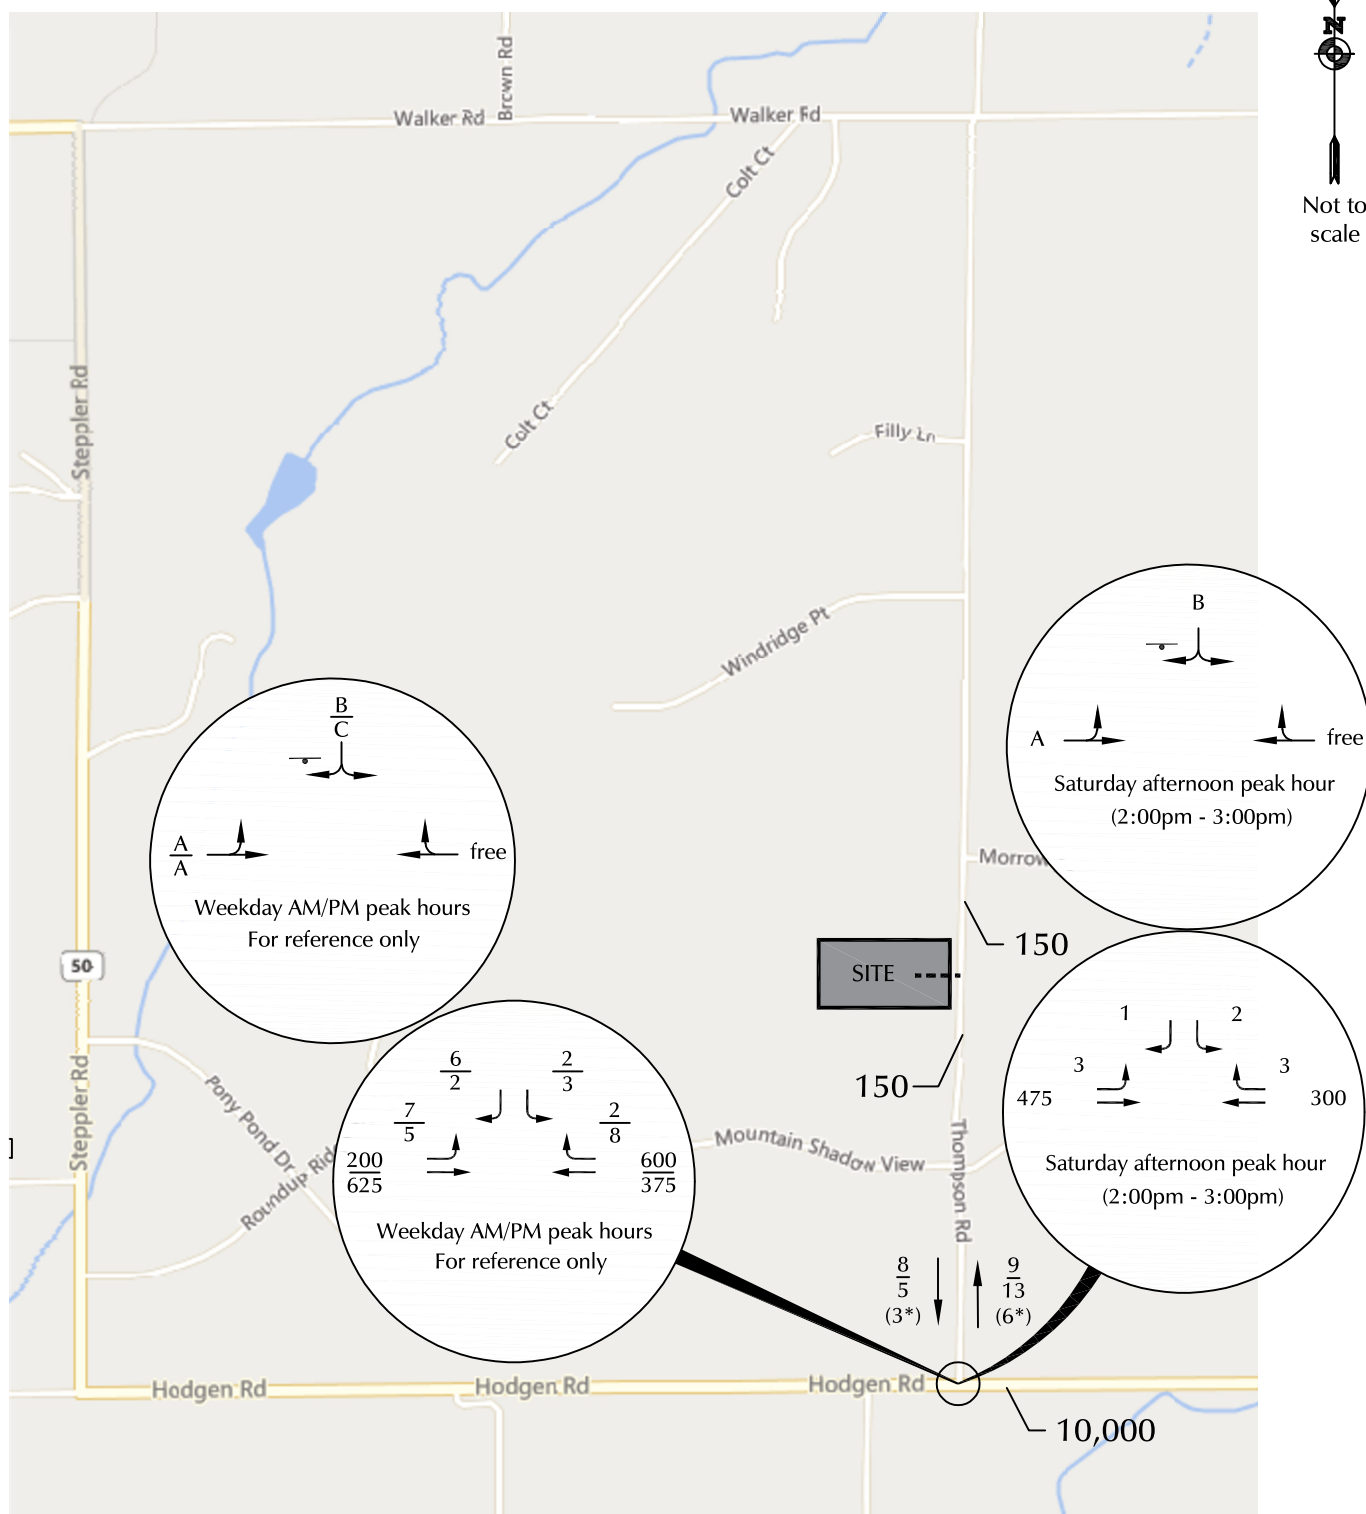 N
Not to
scale
Brown Rd
Walker Rd
Walker Rd
Colt Ct
Colt Ct
Steppler Rd
Filly Ln
Windridge Pt
B
A
free
Saturday afternoon peak hour
(2:00pm - 3:00pm)
B
C
A
A
free
Weekday AM/PM peak hours
For reference only
Morrow
150
SITE
50
150
Steppler Rd
Pony Pond Dr
Roundup Rid
Mountain Shadow View
Thompson Rd
1
2
3
3
475
300
Saturday afternoon peak hour
(2:00pm - 3:00pm)
6
2
2
3
7
5
2
8
200
625
600
375
Weekday AM/PM peak hours
For reference only
8
5
(3*)
9
13
(6*)
Hodgen Rd
Hodgen Rd
Hodgen Rd
10,000